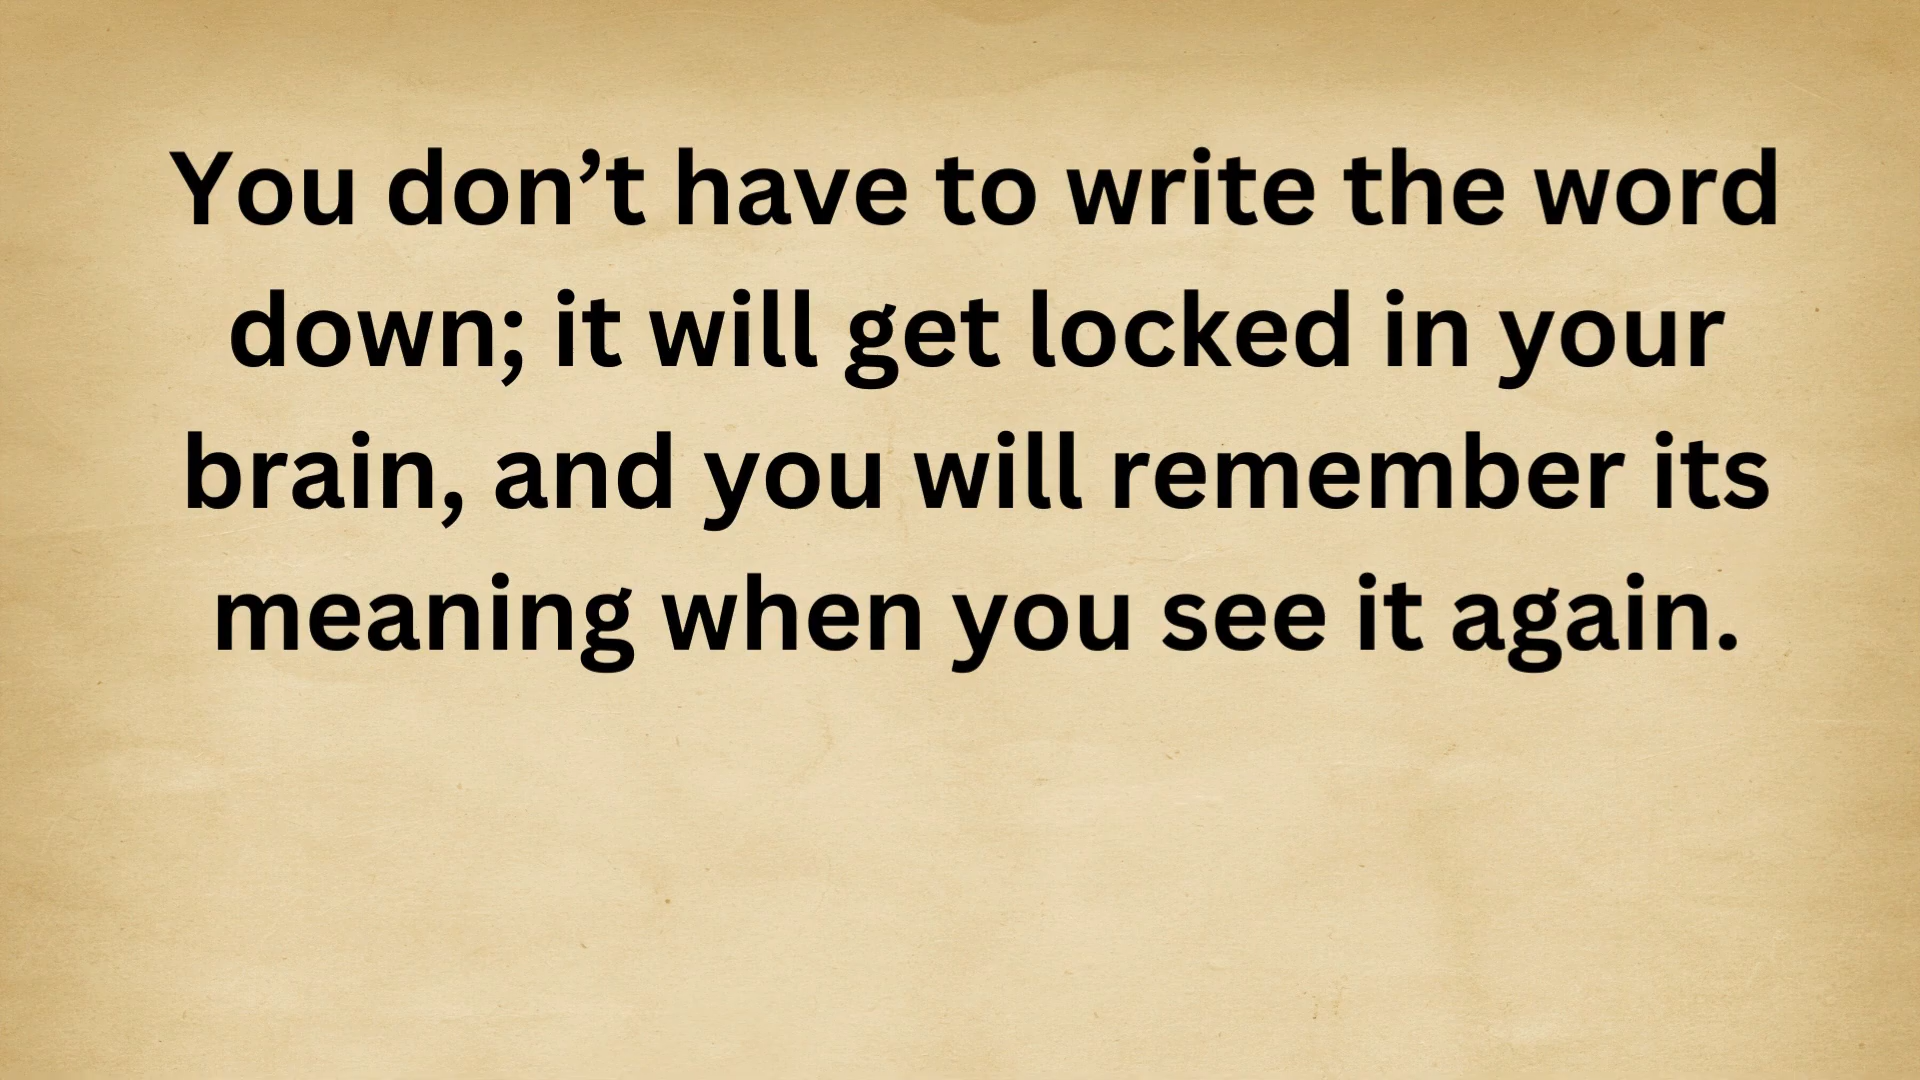 You don’t have to write the word
down; it will get locked in your
brain, and you will remember its
meaning when you see it again.